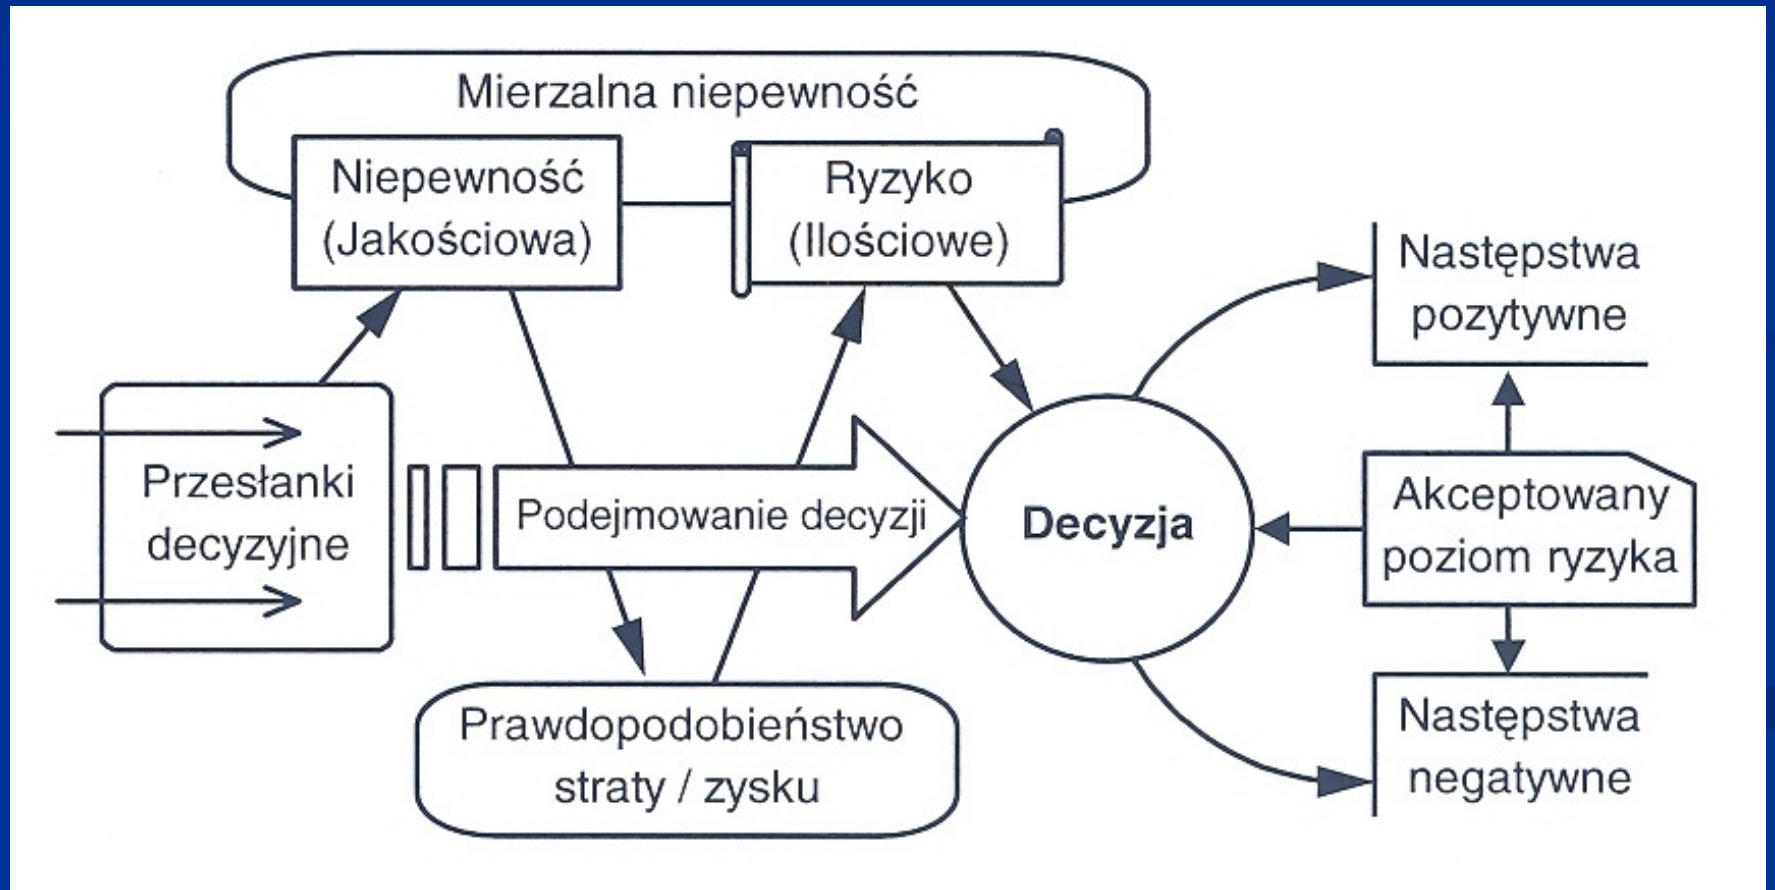 Mierzalna niepewność
Niepewność
(Jakościowa)
Ryzyko
(Ilościowe)
Następstwa
pozytywne
Przesłanki
decyzyjne
Podejmowanie decyzji
Decyzja
Akceptowany
poziom ryzyka
Prawdopodobieństwo
straty / zysku
Następstwa
negatywne